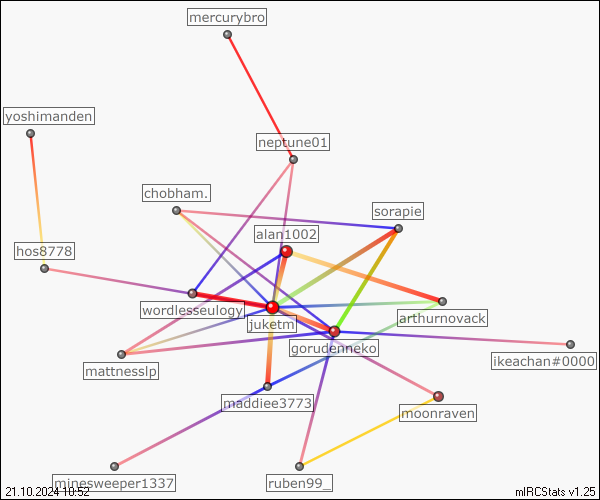 mercurybro
yoshimanden
neptune01
chobham.
sorapie
alan1002
hos8778
wordlesseulogy
juketm
arthurnovack
gorudenneko
ikeachan#0000
mattnesslp
maddiee3773
moonraven
minesweeper1337
ruben99_
21.10.2024 10:52
mIRCStats v1.25